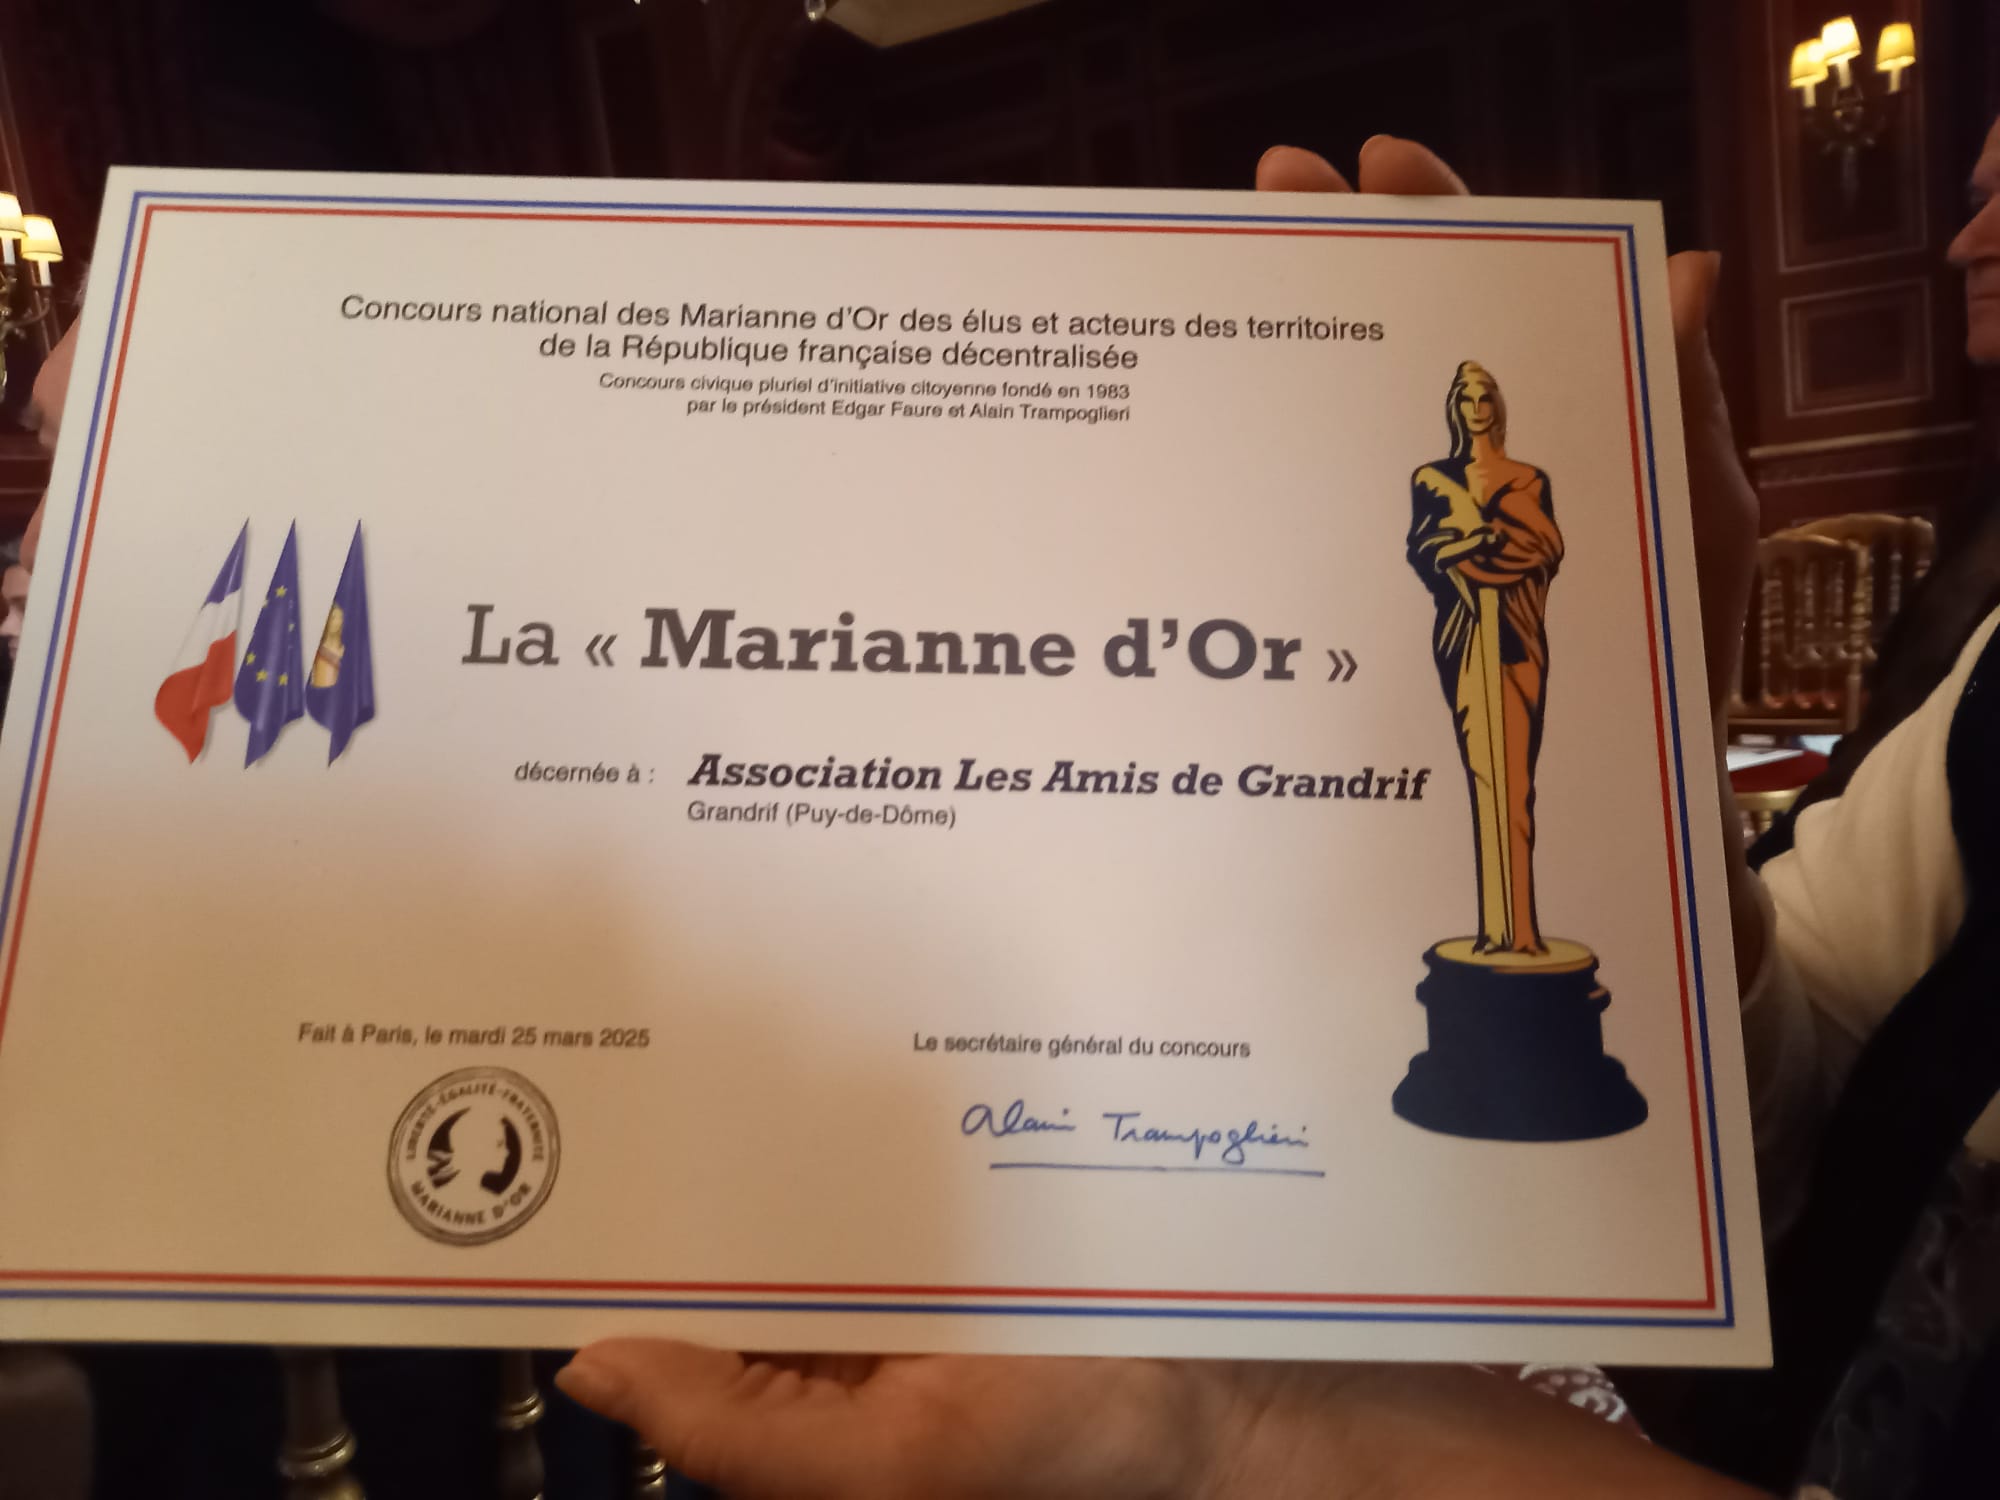 Concours national des Marianne d'Or des élus et acteurs des territoires
de la République française décentralisée
Concours civique pluriel d'initiative citoyenne fondé en 1983
par le président Edgar Faure et Alain Trampoglieri
La « Marianne d'Or »
décernée à : Association Les Amis de Grandrif
Grandrif (Puy-de-Dôme)
Fait à Paris, le mardi 25 mars 2025
Le secrétaire général du concours
Alain Trampoglieri
LIBERTÉ-ÉGALITÉ-FRATERNITÉ
MARIANNE D'OR